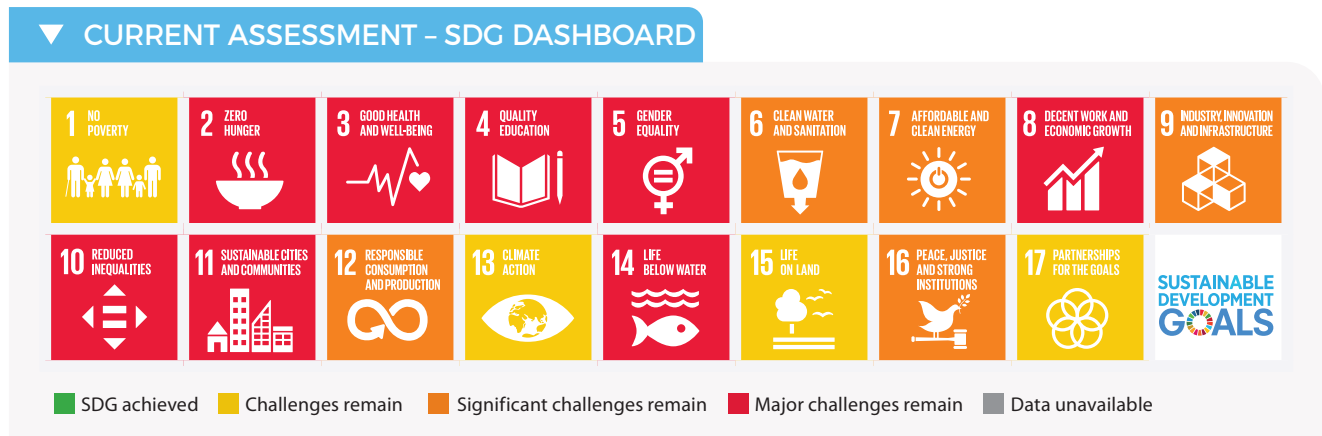 CURRENT ASSESSMENT – SDG DASHBOARD
1 NO
POVERTY
2 ZERO
HUNGER
3 GOOD HEALTH
AND WELL-BEING
4 QUALITY
EDUCATION
5 GENDER
EQUALITY
6 CLEAN WATER
AND SANITATION
7 AFFORDABLE AND
CLEAN ENERGY
8 DECENT WORK AND
ECONOMIC GROWTH
9 INDUSTRY, INNOVATION
AND INFRASTRUCTURE
10 REDUCED
INEQUALITIES
11 SUSTAINABLE CITIES
AND COMMUNITIES
12 RESPONSIBLE
CONSUMPTION
AND PRODUCTION
13 CLIMATE
ACTION
14 LIFE
BELOW WATER
15 LIFE
ON LAND
16 PEACE, JUSTICE
AND STRONG
INSTITUTIONS
17 PARTNERSHIPS
FOR THE GOALS
SUSTAINABLE
DEVELOPMENT
GOALS
SDG achieved
Challenges remain
Significant challenges remain
Major challenges remain
Data unavailable